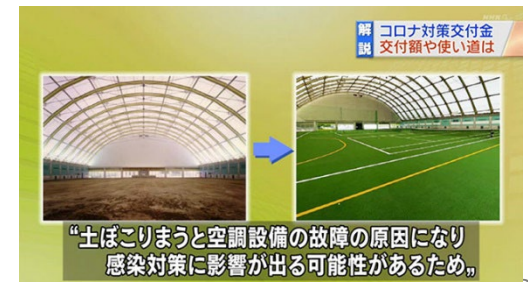 解説
コロナ対策交付金
交付額や使い道は
“土ぼこりまうと空調設備の故障の原因になり
感染対策に影響が出る可能性があるため„